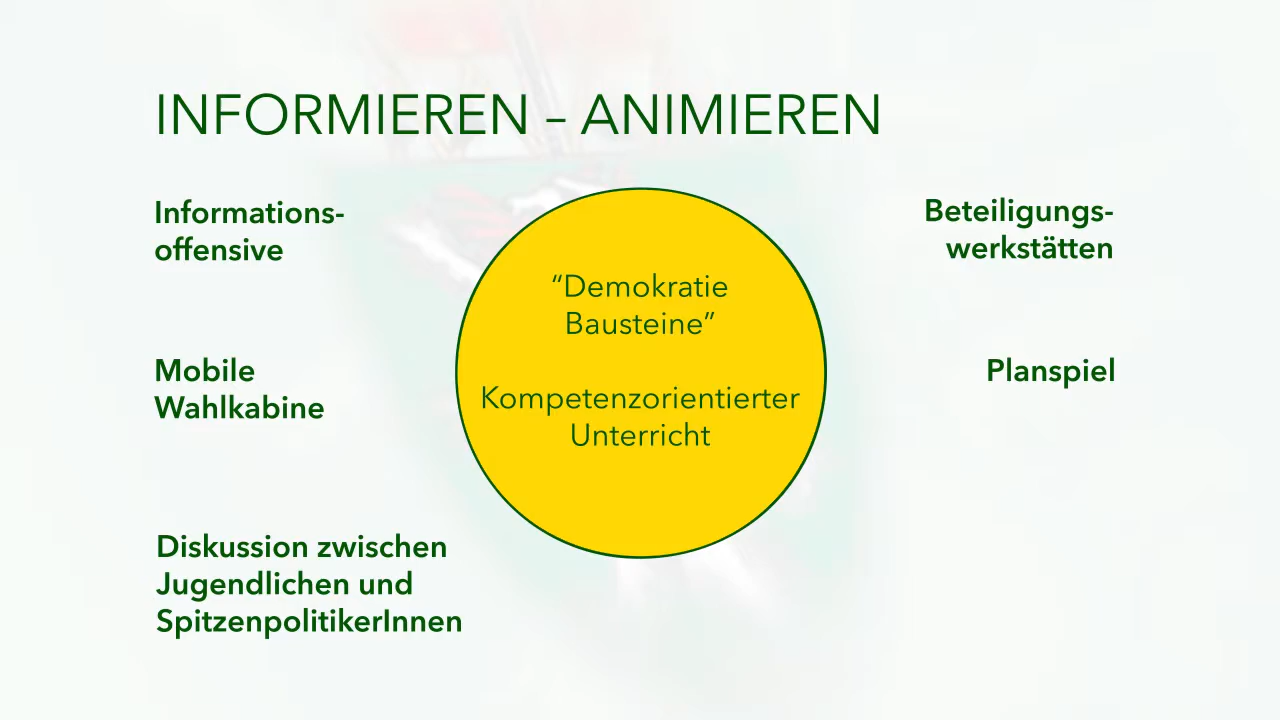 INFORMIEREN – ANIMIEREN
Informations-
offensive
Mobile
Wahlkabine
Diskussion zwischen
Jugendlichen und
SpitzenpolitikerInnen
“Demokratie
Bausteine”
Kompetenzorientierter
Unterricht
Beteiligungs-
werkstätten
Planspiel